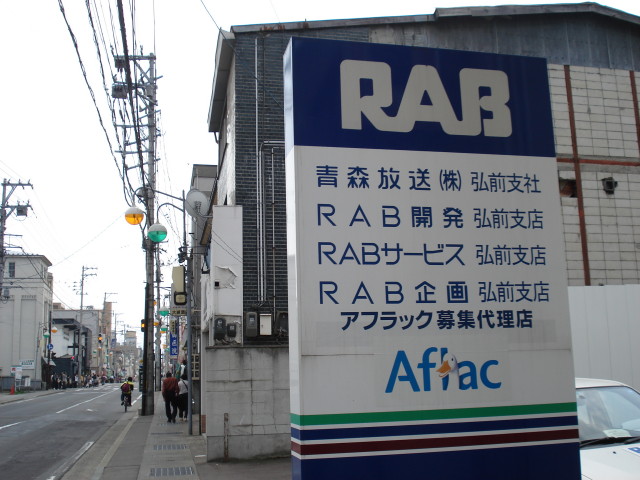 RAB
青森放送(株) 弘前支社
RAB開発 弘前支店
RABサービス 弘前支店
RAB企画 弘前支店
アフラック募集代理店
Aflac